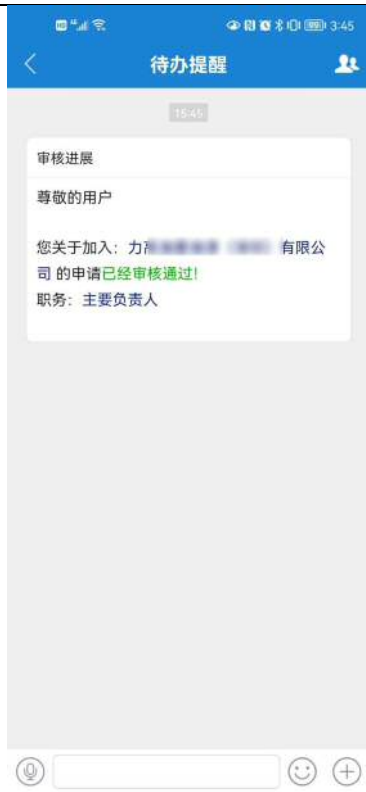 3:45
待办提醒
15:45
审核进展
尊敬的用户
您关于加入：力 有限公
司 的申请已经审核通过!
职务：主要负责人